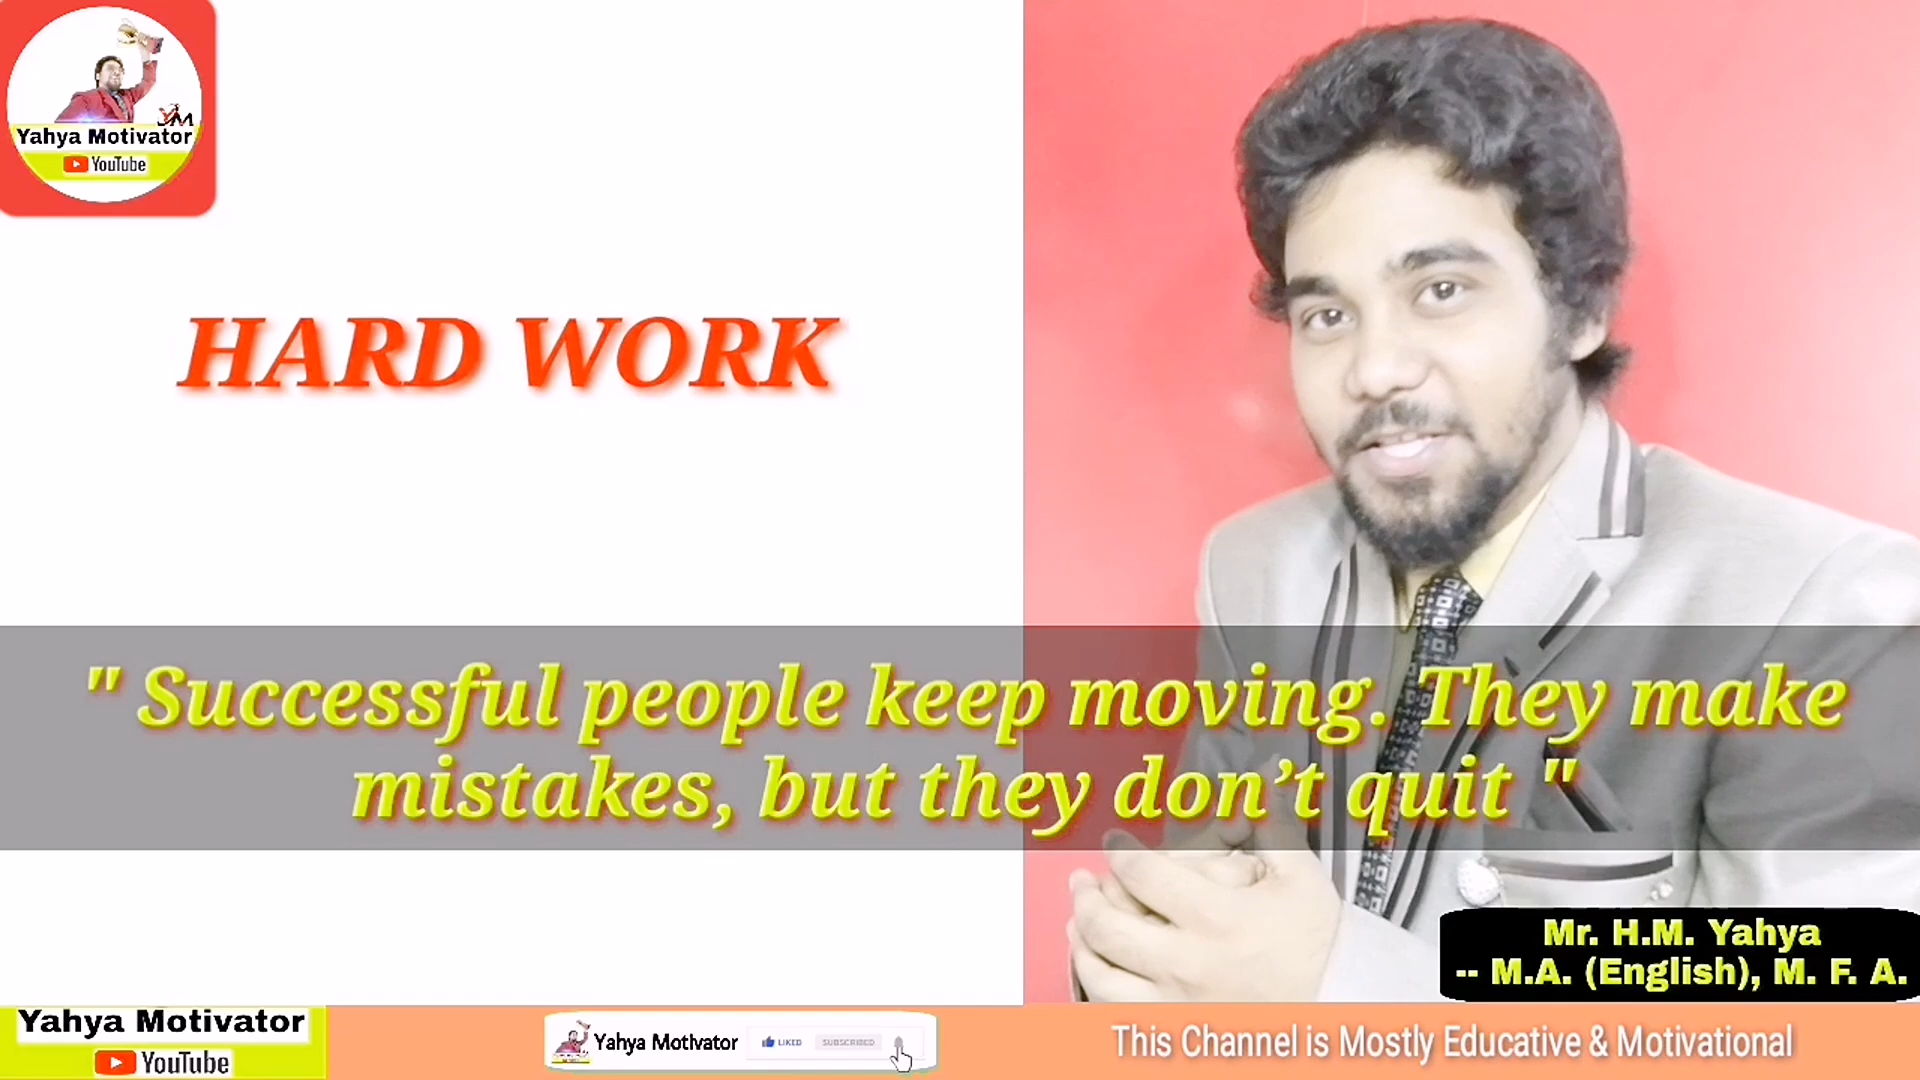 YM
Yahya Motivator
YouTube
HARD WORK
" Successful people keep moving. They make
mistakes, but they don’t quit "
Mr. H.M. Yahya
-- M.A. (English), M. F. A.
Yahya Motivator
YouTube
Yahya Motivator
LIKED
SUBSCRIBED
This Channel is Mostly Educative & Motivational